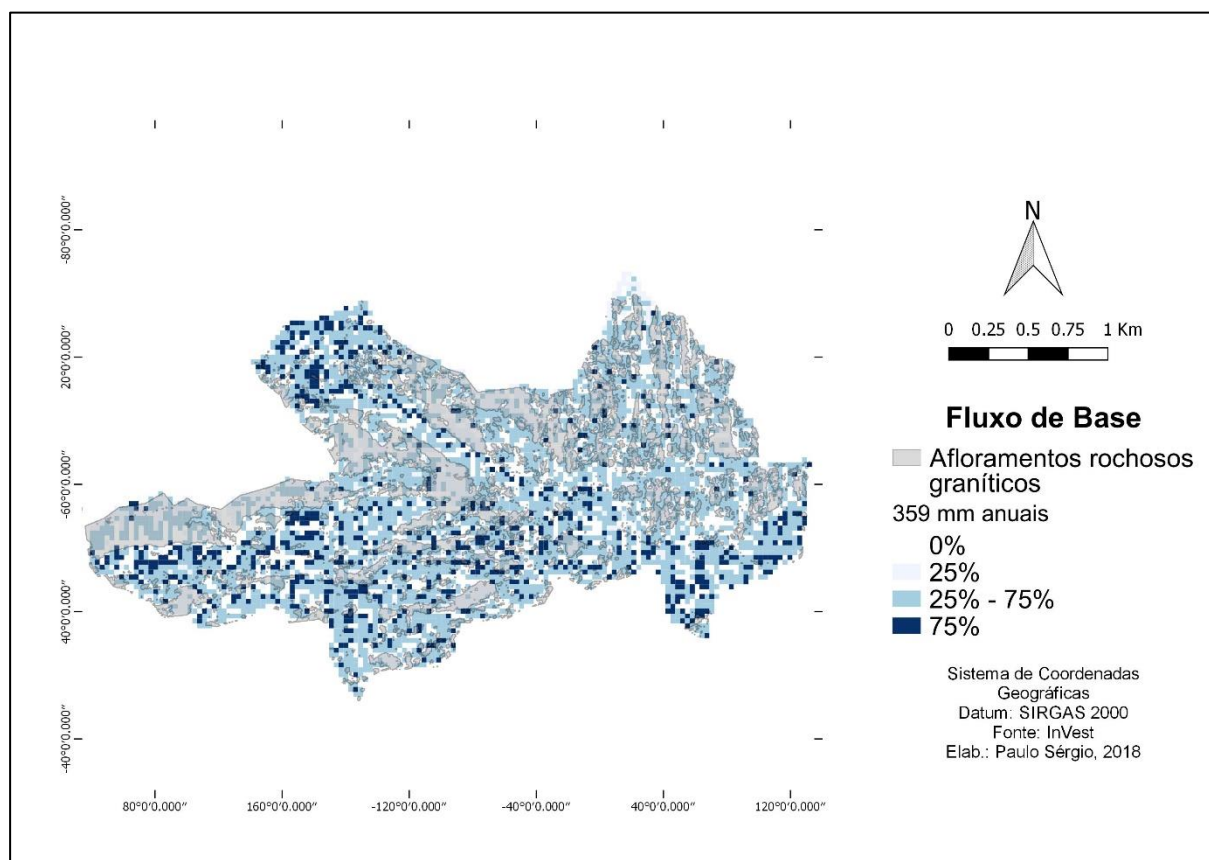 N
0 0.25 0.5 0.75 1 Km
Fluxo de Base
Afloramentos rochosos
graníticos
359 mm anuais
0%
25%
25% - 75%
75%
Sistema de Coordenadas
Geográficas
Datum: SIRGAS 2000
Fonte: InVest
Elab.: Paulo Sérgio, 2018
-80°0'0.000"
20°0'0.000"
-60°0'0.000"
40°0'0.000"
-40°0'0.000"
80°0'0.000" 160°0'0.000" -120°0'0.000" -40°0'0.000" 40°0'0.000" 120°0'0.000"